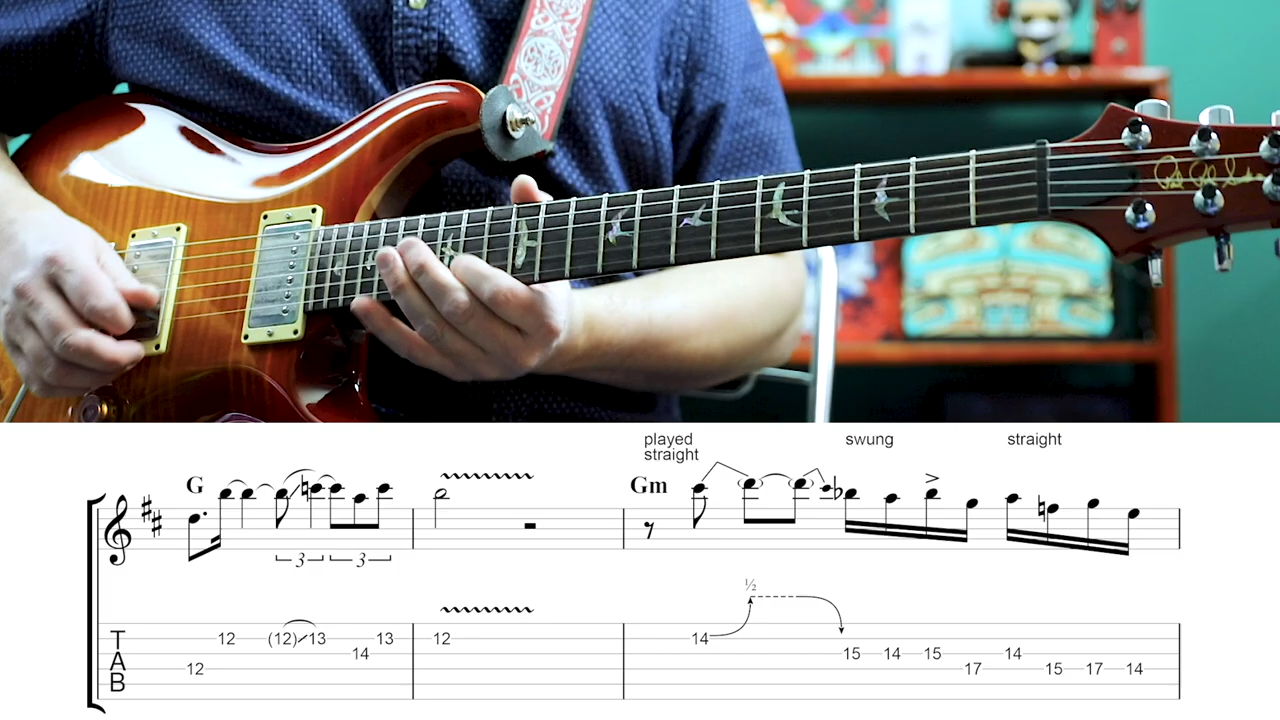 played
straight
swung
straight
G
Gm
3 3
½
T
A
B
12 12 (12) 13 14 13 12 14 15 14 15 17 14 15 17 14